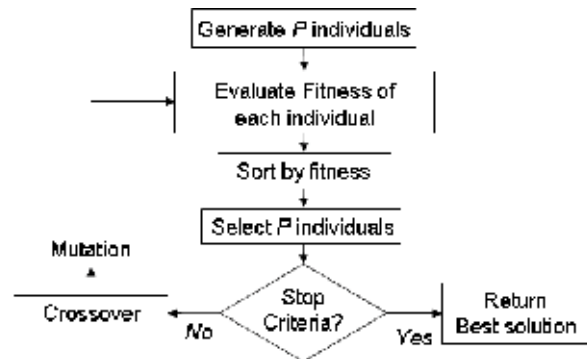 Generate P individuals
Evaluate Fitness of
each individual
Sort by fitness
Select P individuals
Mutation
Crossover
No
Stop
Criteria?
Yes
Return
Best solution